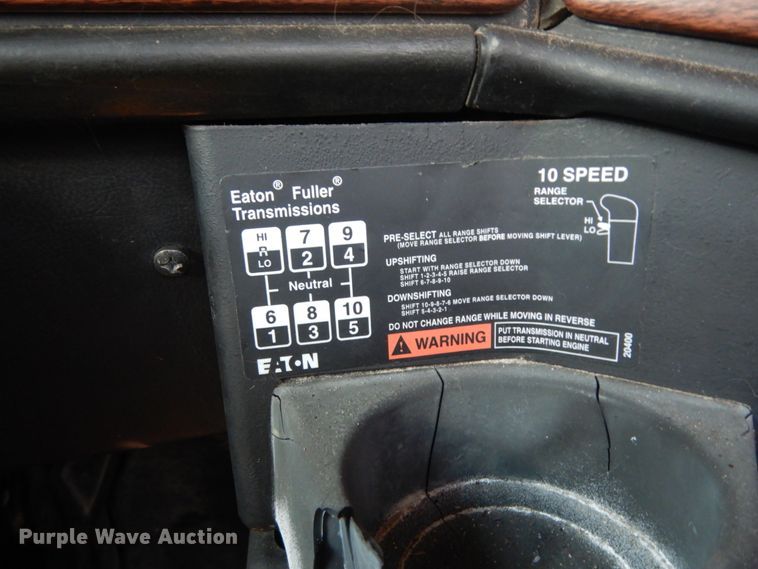 Eaton® Fuller®
Transmissions
10 SPEED
RANGE
SELECTOR
HI
LO
HI
R
LO
7
2
9
4
Neutral
6
1
8
3
10
5
EATON
PRE-SELECT ALL RANGE SHIFTS
(MOVE RANGE SELECTOR BEFORE MOVING SHIFT LEVER)
UPSHIFTING
START WITH RANGE SELECTOR DOWN
SHIFT 1-2-3-4-5 RAISE RANGE SELECTOR
SHIFT 6-7-8-9-10
DOWNSHIFTING
SHIFT 10-9-8-7-6 MOVE RANGE SELECTOR DOWN
SHIFT 5-4-3-2-1
DO NOT CHANGE RANGE WHILE MOVING IN REVERSE
WARNING
PUT TRANSMISSION IN NEUTRAL
BEFORE STARTING ENGINE
20400
Purple Wave Auction